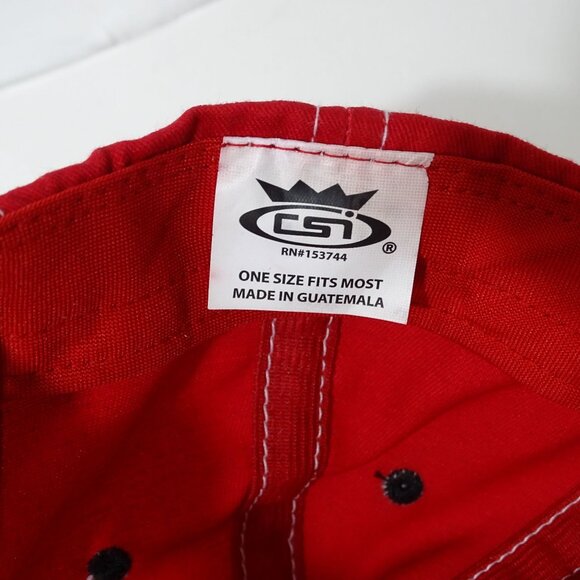 CSI
®
RN#153744
ONE SIZE FITS MOST
MADE IN GUATEMALA